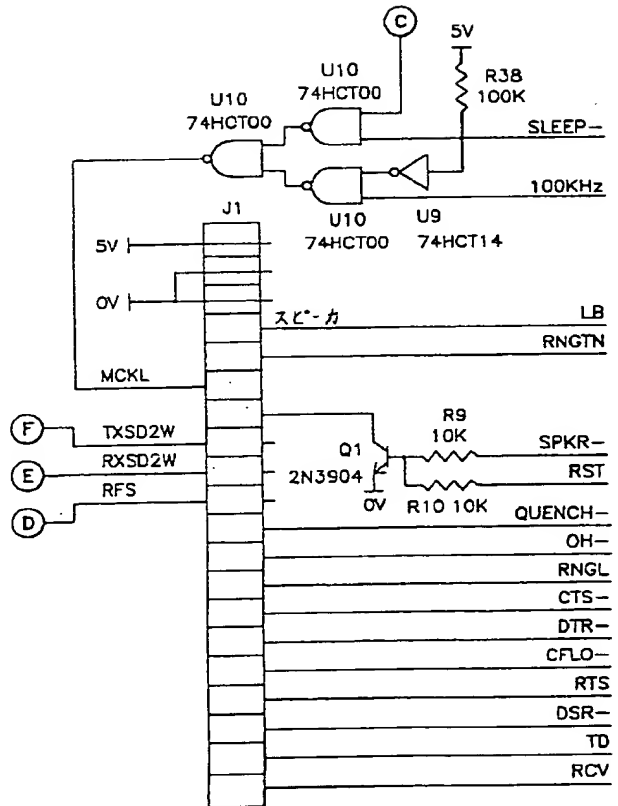 C
5V
R38
100K
U10
74HCT00
U10
74HCT00
SLEEP-
100KHz
U10
74HCT00
U9
74HCT14
J1
5V
0V
スピーカ
LB
RNGTN
MCKL
F
TXSD2W
E
RXSD2W
RFS
D
R9
10K
Q1
2N3904
0V
SPKR-
RST
R10 10K
QUENCH-
OH-
RNGL
CTS-
DTR-
CFLO-
RTS
DSR-
TD
RCV